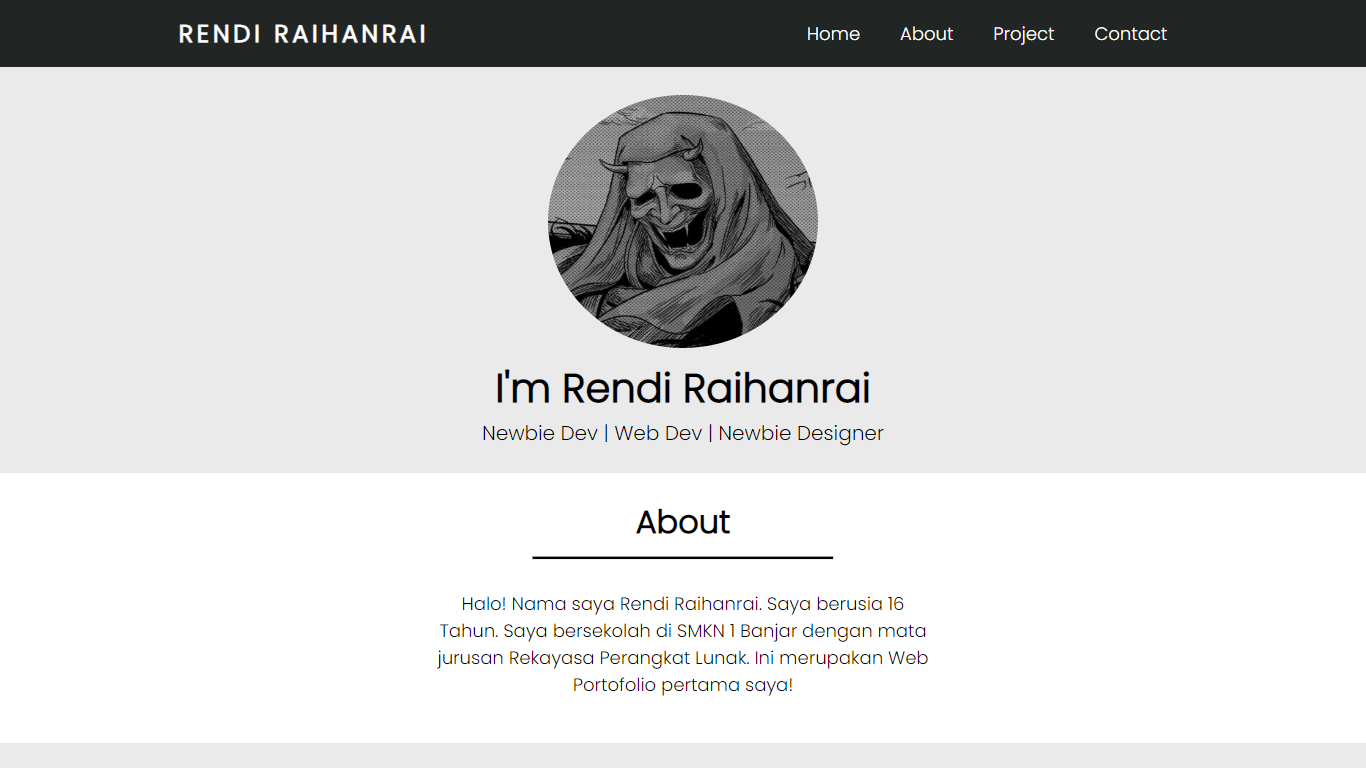 RENDI RAIHANRAI
Home
About
Project
Contact
I'm Rendi Raihanrai
Newbie Dev | Web Dev | Newbie Designer
About
Halo! Nama saya Rendi Raihanrai. Saya berusia 16
Tahun. Saya bersekolah di SMKN 1 Banjar dengan mata
jurusan Rekayasa Perangkat Lunak. Ini merupakan Web
Portofolio pertama saya!